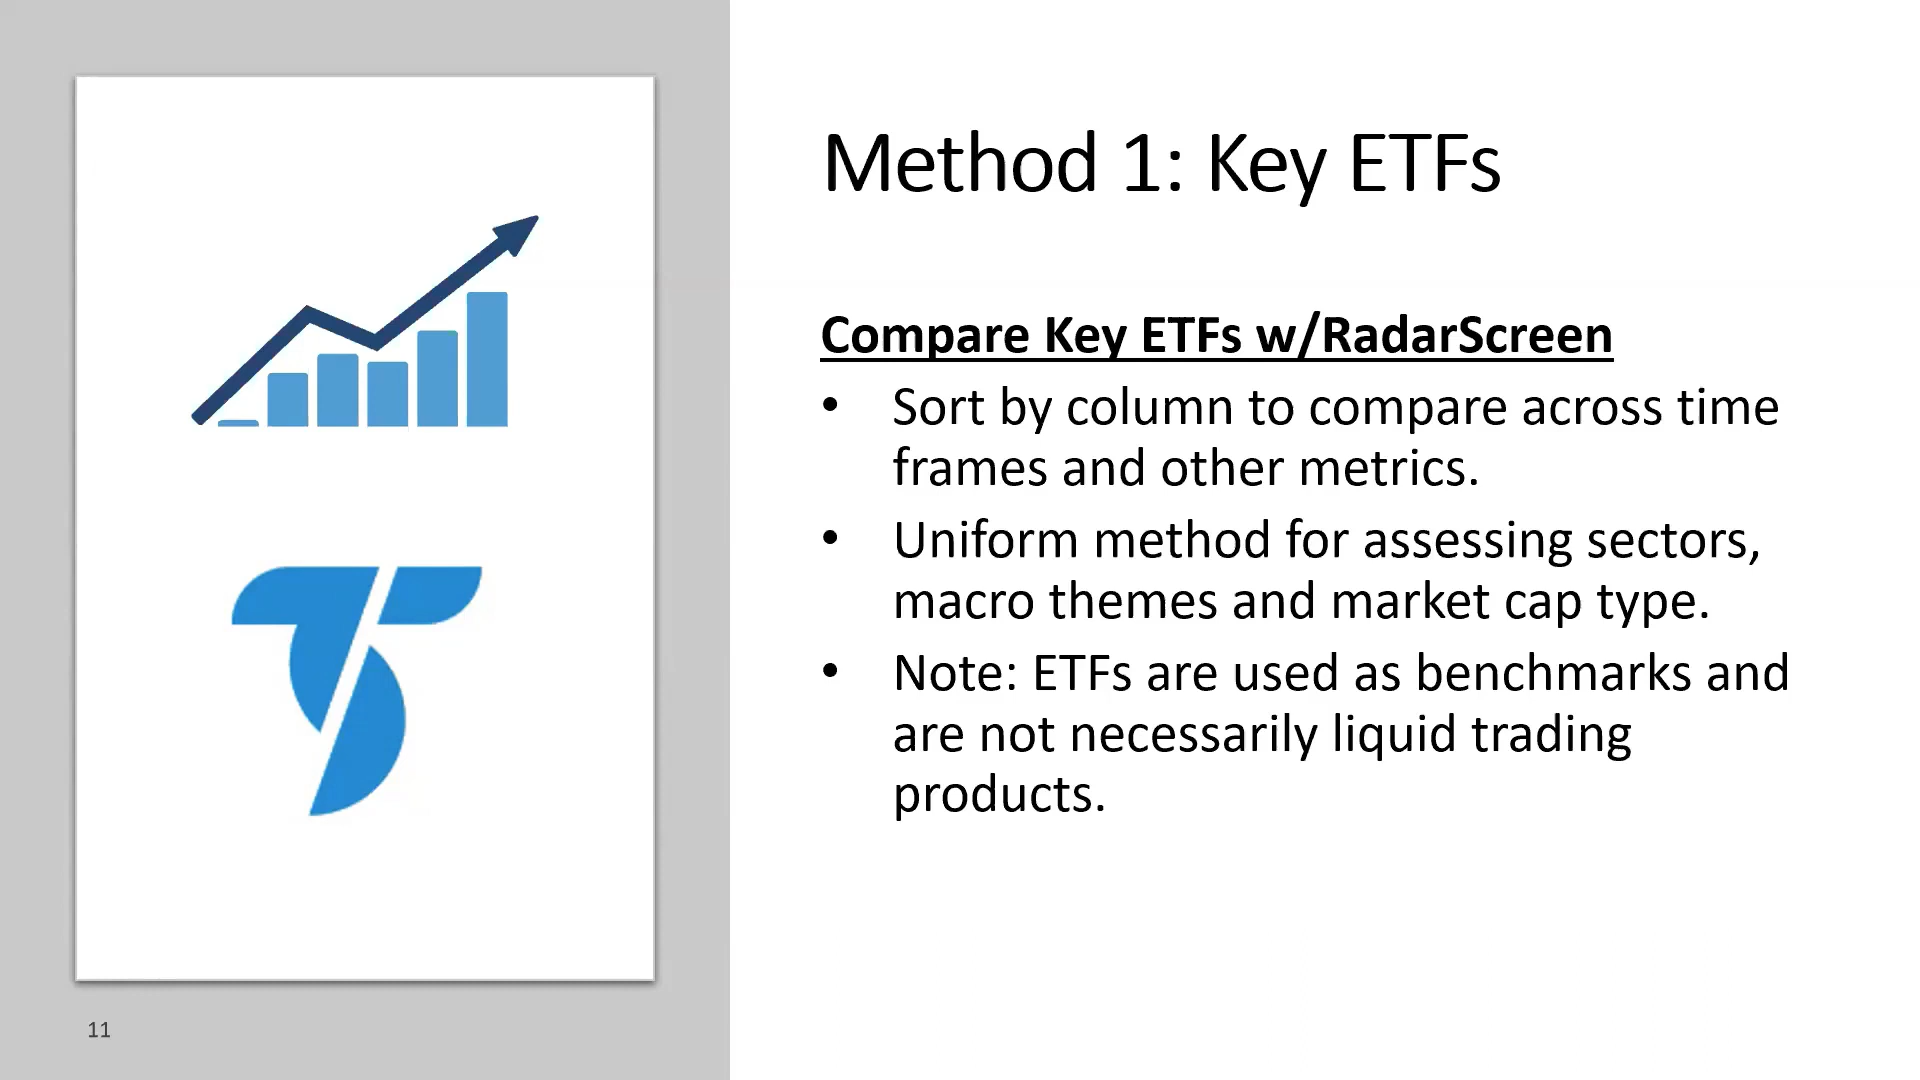 Method 1: Key ETFs
Compare Key ETFs w/RadarScreen
• Sort by column to compare across time
frames and other metrics.
• Uniform method for assessing sectors,
macro themes and market cap type.
• Note: ETFs are used as benchmarks and
are not necessarily liquid trading
products.
11